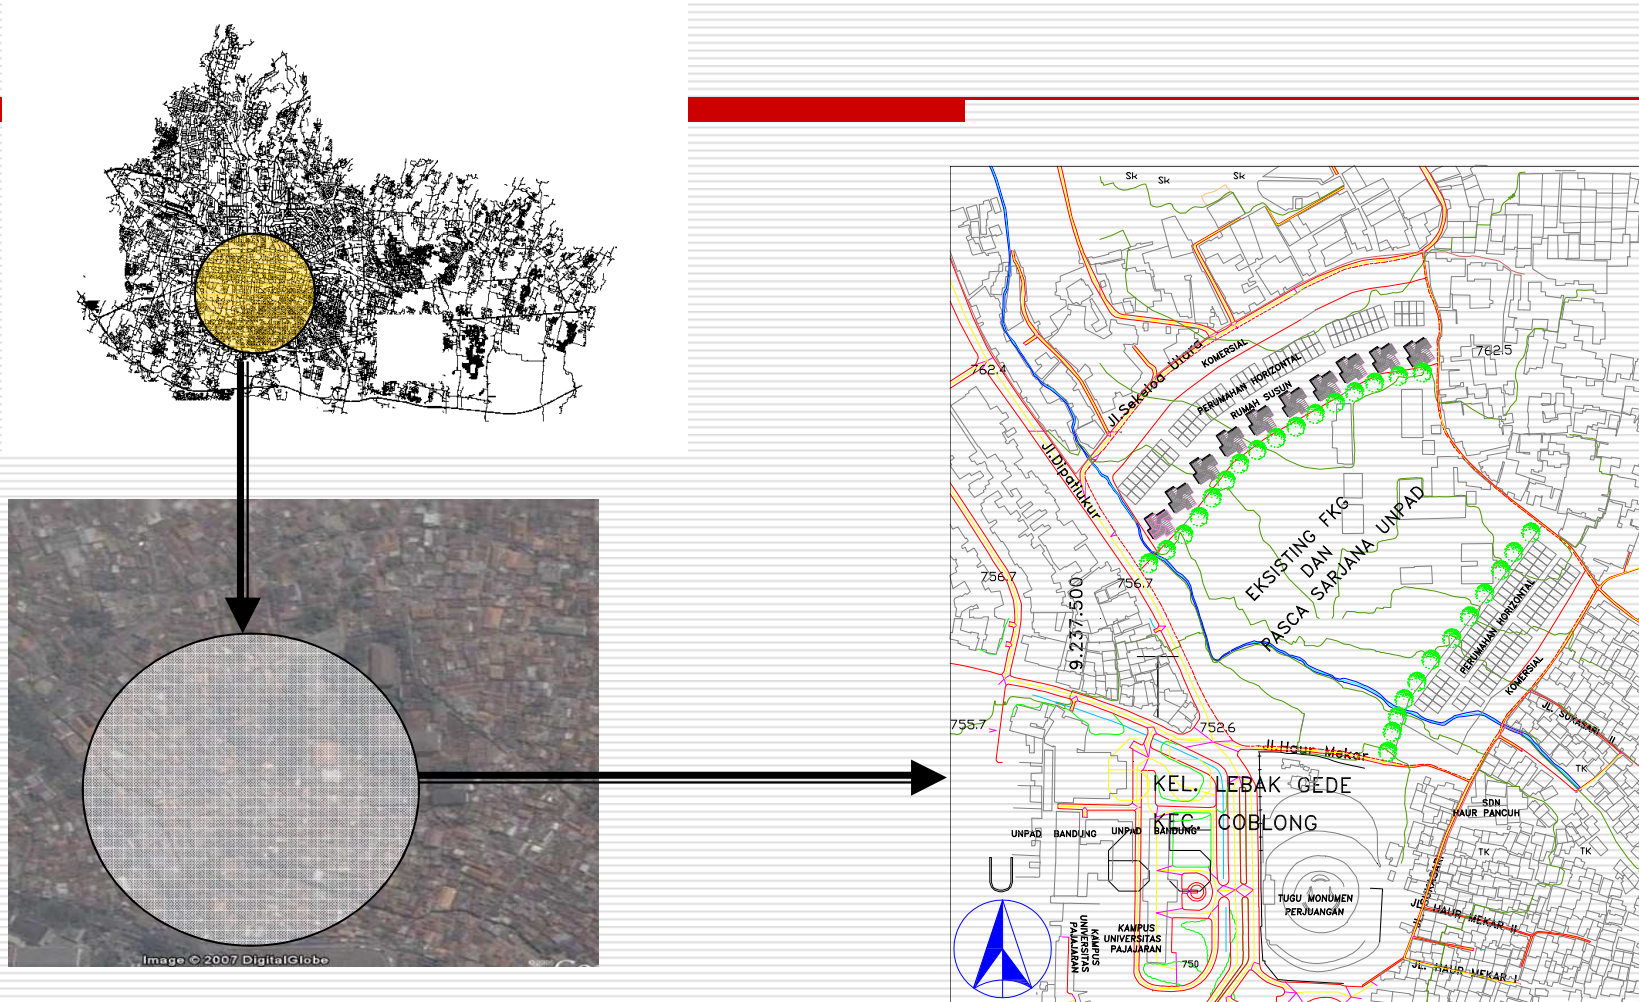 Sk
Sk
Sk
762.4
Jl.Sekeloa Utara
KOMERSIAL
PERUMAHAN HORIZONTAL
RUMAH SUSUN
762.5
Jl.Dipatiukur
EKSISTING FKG
DAN
PASCA SARJANA UNPAD
756.7
756.7
9.237.500
PERUMAHAN HORIZONTAL
KOMERSIAL
755.7
752.6
Jl.Haur Mekar
JL. SUKASARI II
TK
KEL. LEBAK GEDE
KEC. COBLONG
UNPAD BANDUNG
UNPAD BANDUNG
SDN
HAUR PANCUH
TK
TK
U
TUGU MONUMEN
PERJUANGAN
JL. HAUR MEKAR II
JL. HAUR MEKAR I
KAMPUS
UNIVERSITAS
PAJAJARAN
KAMPUS
UNIVERSITAS
PAJAJARAN
750
Image © 2007 DigitalGlobe